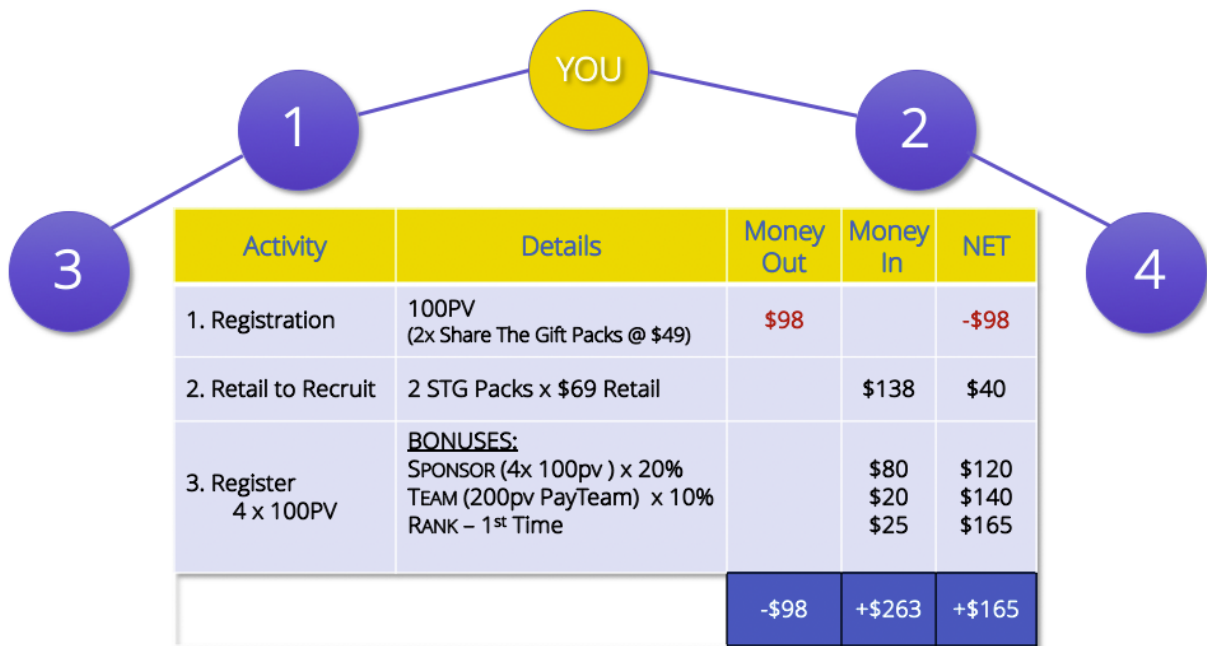 YOU
1
2
3
4
Activity
Details
Money
Out
Money
In
NET
1. Registration
100PV
(2x Share The Gift Packs @ $49)
$98
-$98
2. Retail to Recruit
2 STG Packs x $69 Retail
$138
$40
3. Register
4 x 100PV
BONUSES:
SPONSOR (4x 100pv ) x 20%
$80
$120
TEAM (200pv PayTeam) x 10%
$20
$140
RANK – 1st Time
$25
$165
-$98
+$263
+$165